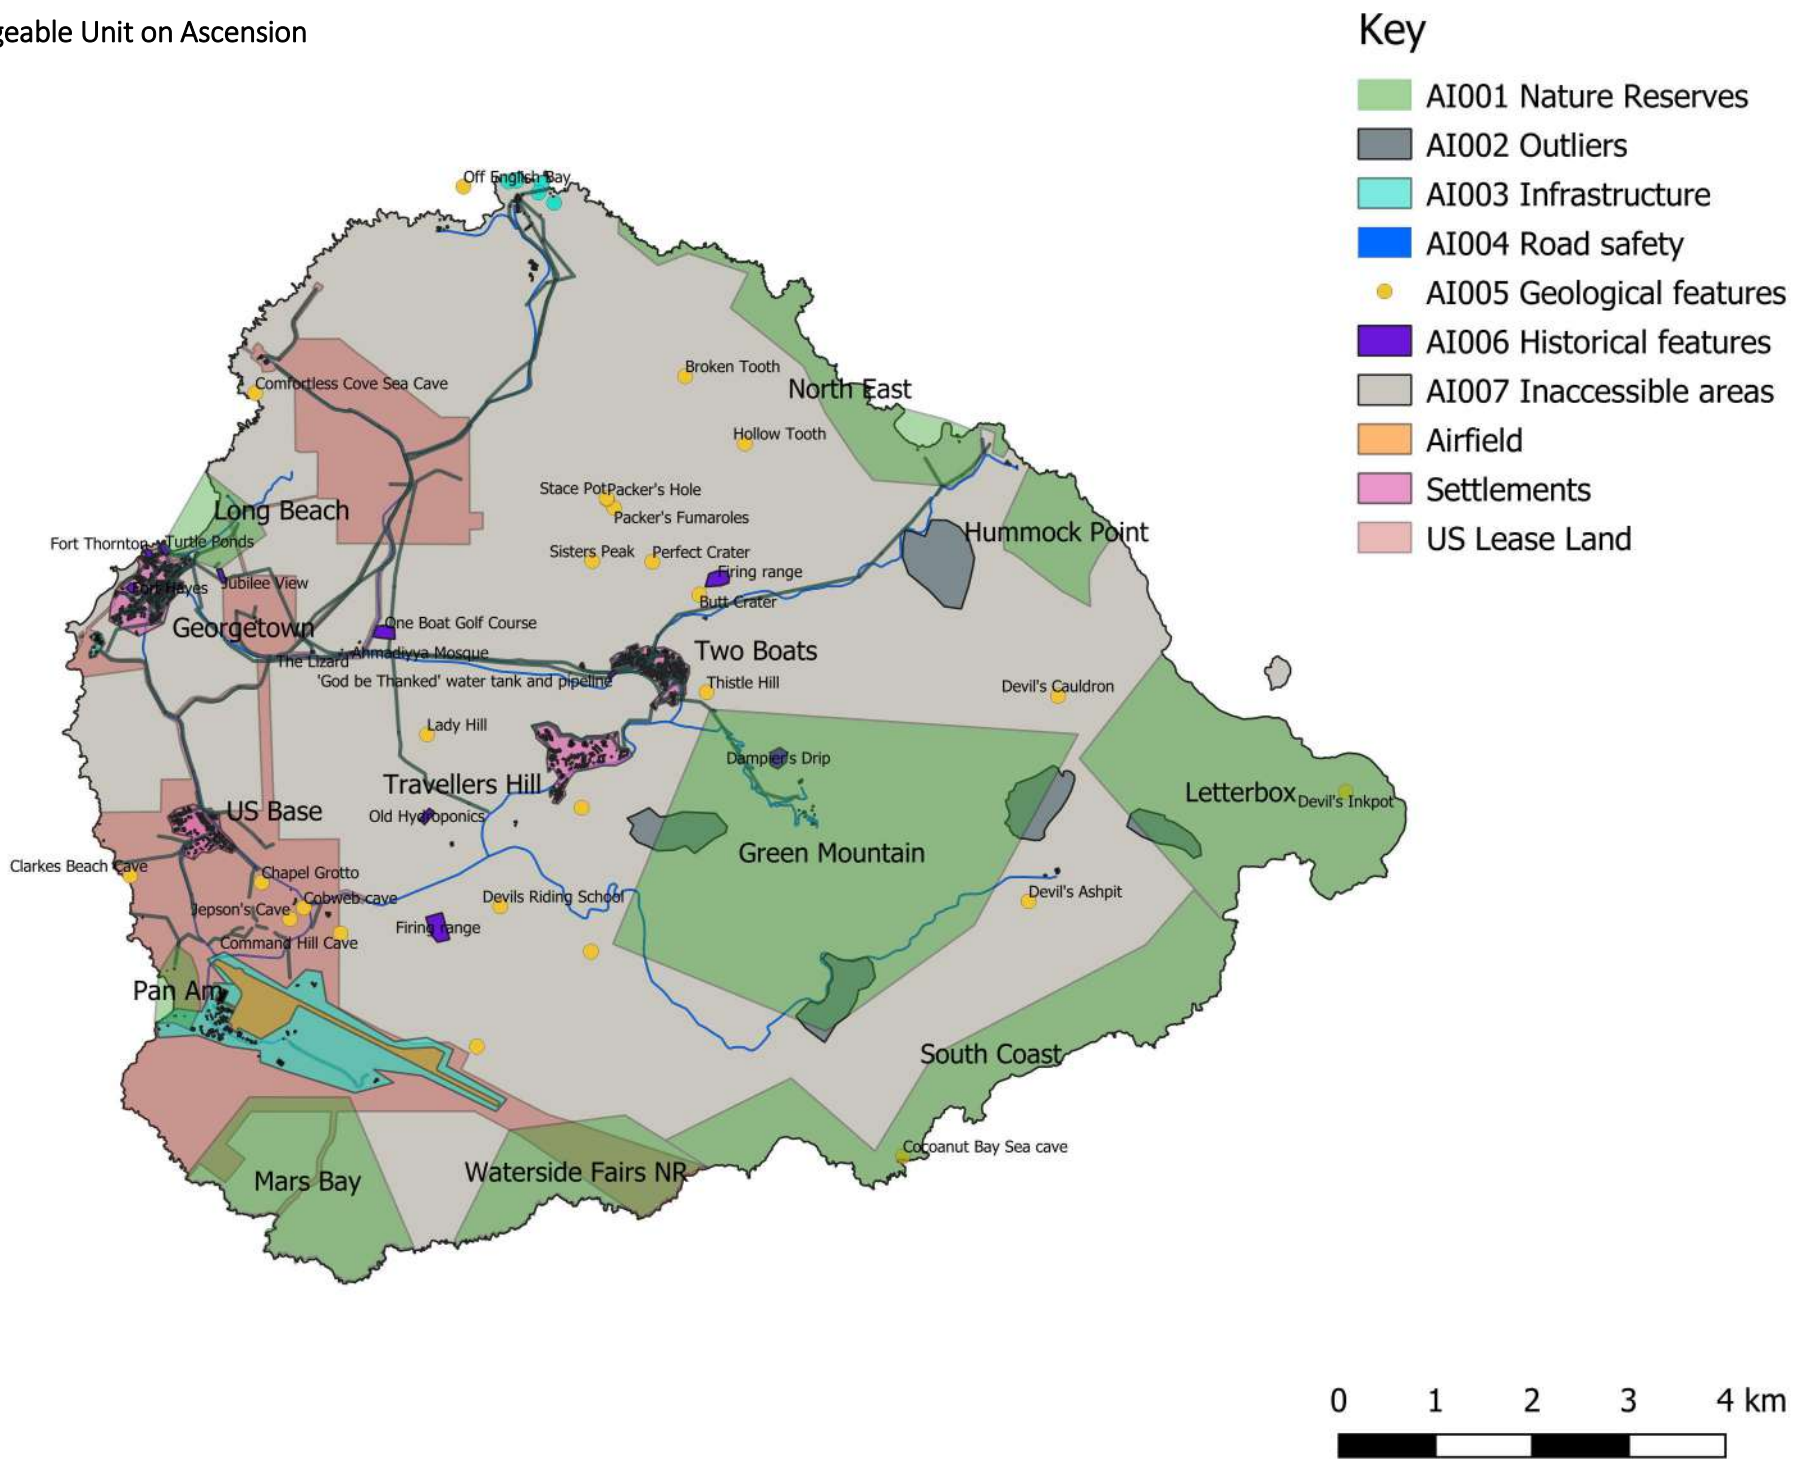 geable Unit on Ascension
Key
AI001 Nature Reserves
AI002 Outliers
AI003 Infrastructure
AI004 Road safety
AI005 Geological features
AI006 Historical features
AI007 Inaccessible areas
Airfield
Settlements
US Lease Land
Off English Bay
Broken Tooth
Comfortless Cove Sea Cave
North East
Hollow Tooth
Stace Pot
Packer's Hole
Packer's Fumaroles
Long Beach
Hummock Point
Fort Thornton
Turtle Ponds
Sisters Peak
Perfect Crater
Firing range
Jubilee View
Fort Hayes
Butt Crater
One Boat Golf Course
Georgetown
Two Boats
Ahmadiyya Mosque
The Lizard
'God be Thanked' water tank and pipeline
Thistle Hill
Devil's Cauldron
Lady Hill
Dampier's Drip
Travellers Hill
Letterbox
Devil's Inkpot
US Base
Old Hydroponics
Green Mountain
Clarkes Beach Cave
Chapel Grotto
Cobweb cave
Devils Riding School
Devil's Ashpit
Jepson's Cave
Firing range
Command Hill Cave
Pan Am
South Coast
Cocoanut Bay Sea cave
Waterside Fairs NR
Mars Bay
0 1 2 3 4 km